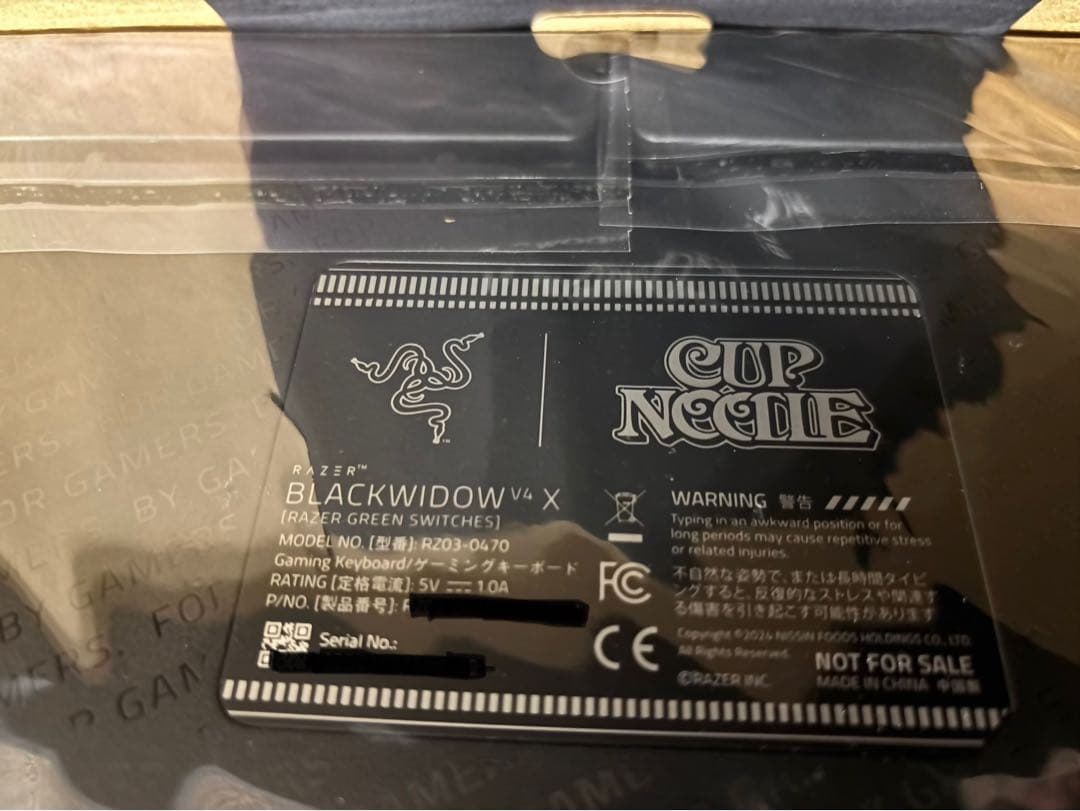 CUP
NOODLE
RAZER™
BLACKWIDOW V4 X
[RAZER GREEN SWITCHES]
MODEL NO. [型番]: RZ03-0470
Gaming Keyboard/ゲーミングキーボード
RATING [定格電流]: 5V ⎓ 1.0A
P/NO. [製品番号]: R
Serial No.:
FC
CE
WARNING 警告
Typing in an awkward position or for
long periods may cause repetitive stress
or related injuries.
不自然な姿勢で、または長時間タイピ
ングすると、反復的なストレスや関連す
る傷害を引き起こす可能性があります
Copyright ©2024 NISSIN FOODS HOLDINGS CO., LTD.
All Rights Reserved.
NOT FOR SALE
©RAZER INC.
MADE IN CHINA 中国製
FOR GAMERS. BY GAMERS.